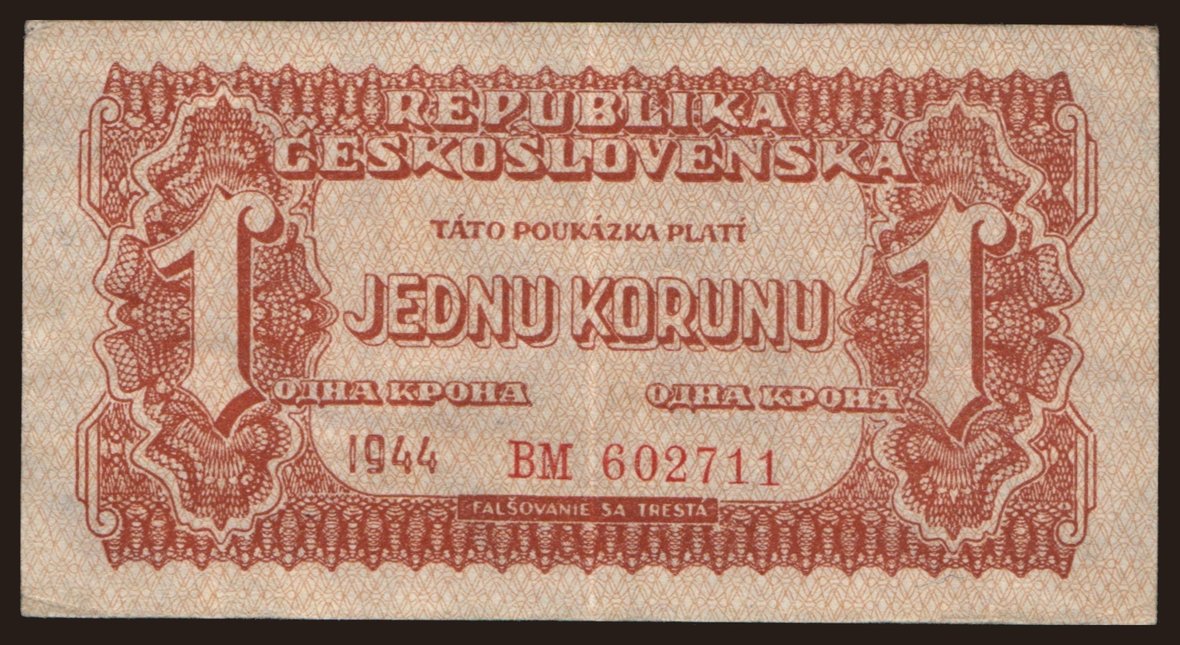 REPUBLIKA
ČESKOSLOVENSKÁ
TÁTO POUKÁZKA PLATÍ
JEDNU KORUNU
1 1
ОДНА КРОНА ОДНА КРОНА
1944 BM 602711
FALŠOVANIE SA TRESTÁ